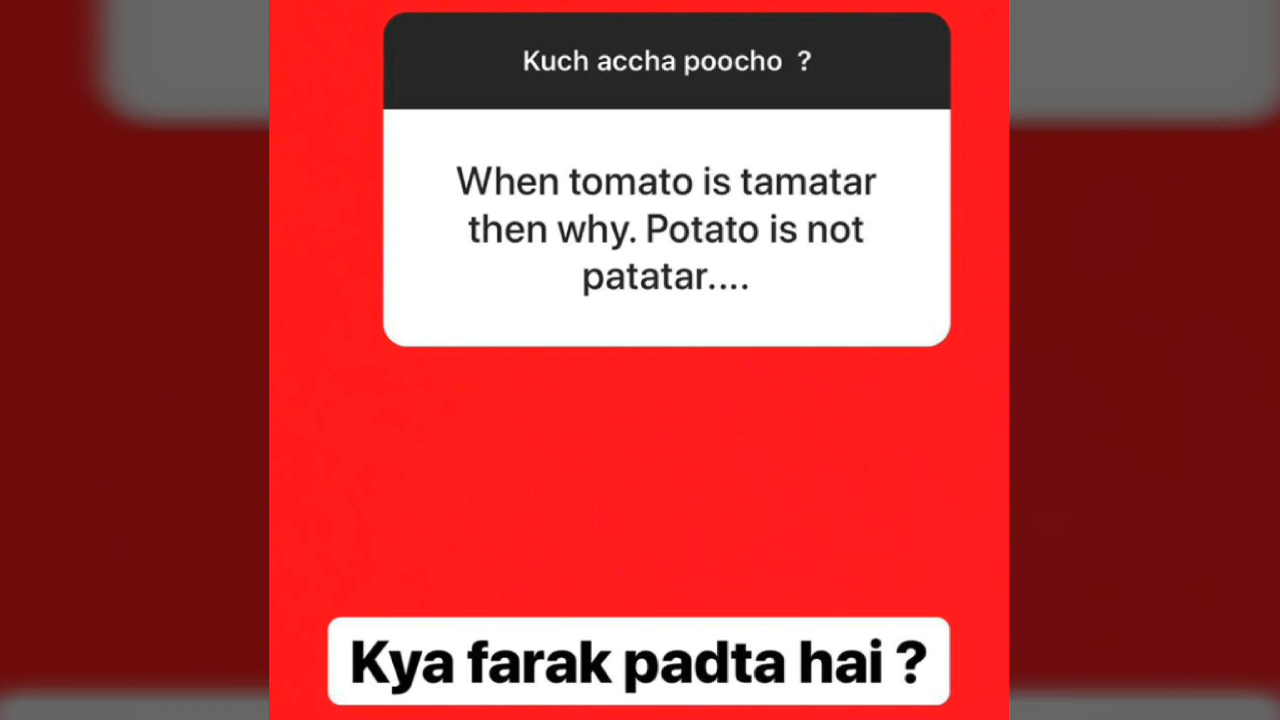 Kuch accha poocho ?
When tomato is tamatar
then why. Potato is not
patatar....
Kya farak padta hai ?